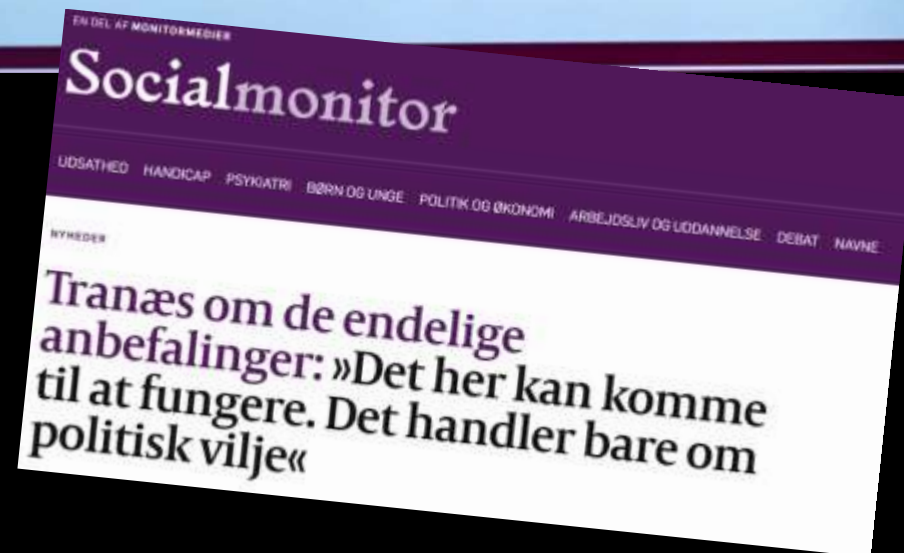 EN DEL AF MONITORMEDIER
Socialmonitor
UDSATHED HANDICAP PSYKIATRI BØRN OG UNGE POLITIK OG ØKONOMI ARBEJDSLIV OG UDDANNELSE DEBAT NAVNE
NYHEDER
Tranæs om de endelige
anbefalinger: »Det her kan komme
til at fungere. Det handler bare om
politisk vilje«